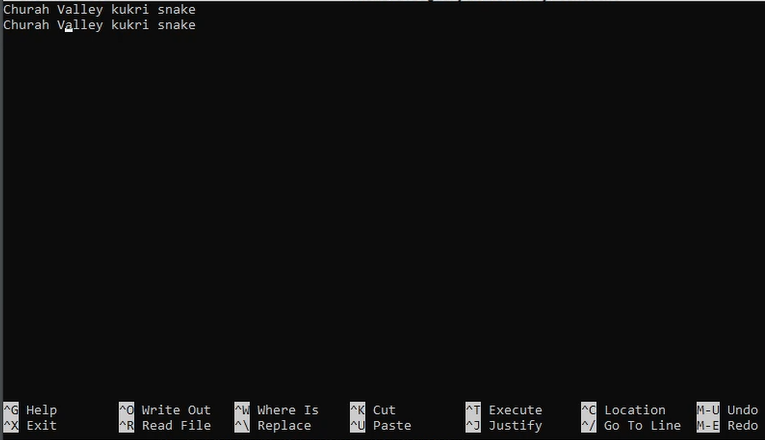 Churah Valley kukri snake
Churah Valley kukri snake
^G Help ^O Write Out ^W Where Is ^K Cut ^T Execute ^C Location M-U Undo
^X Exit ^R Read File ^\ Replace ^U Paste ^J Justify ^/ Go To Line M-E Redo